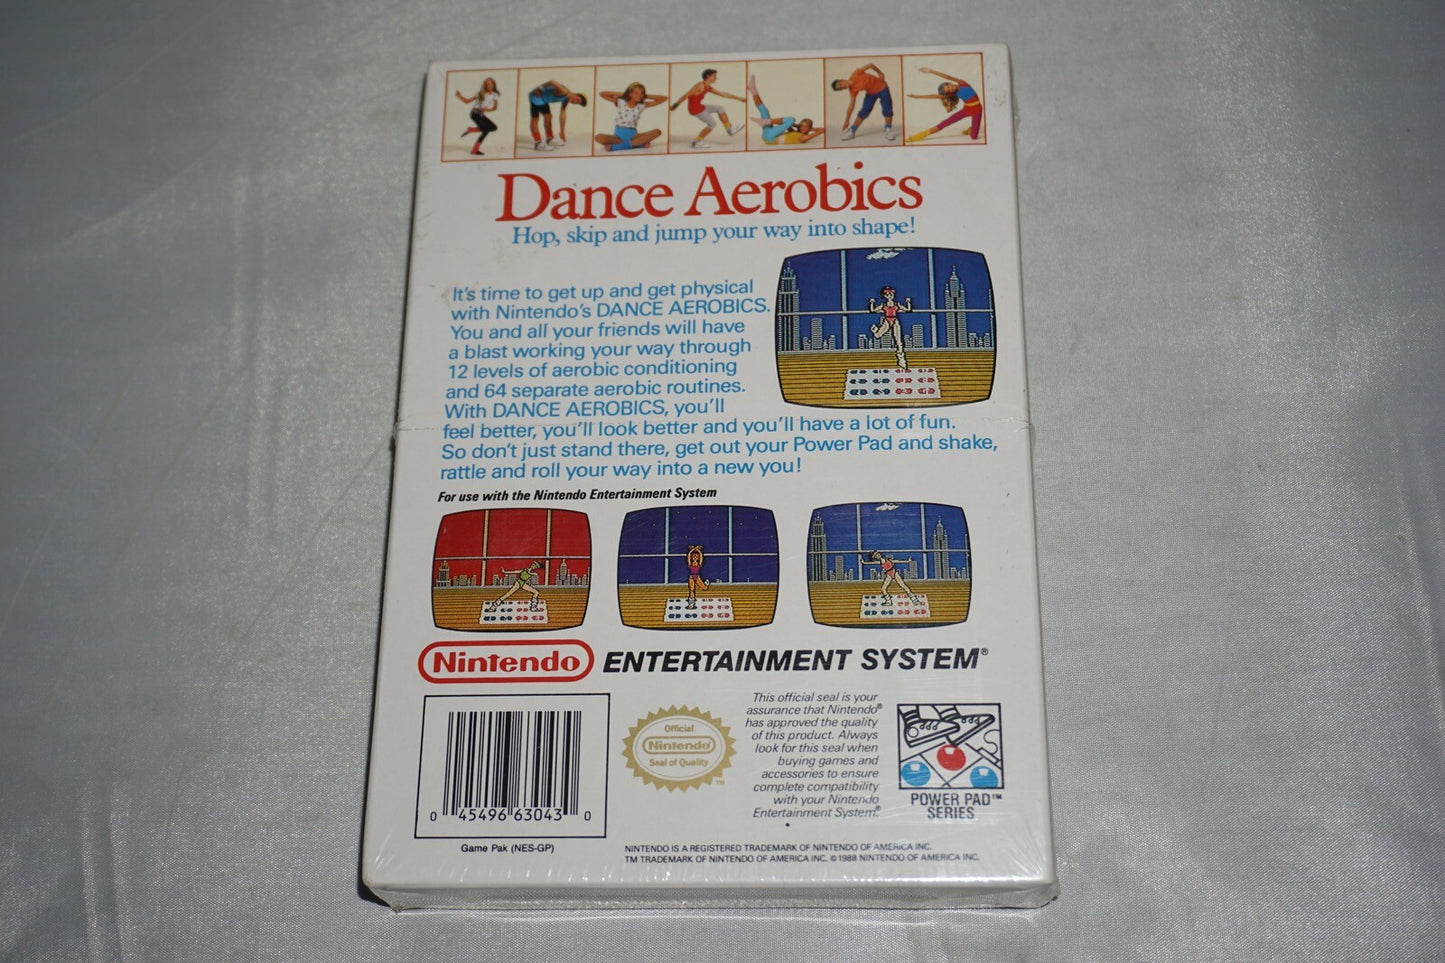 Dance Aerobics
Hop, skip and jump your way into shape!
It's time to get up and get physical
with Nintendo's DANCE AEROBICS.
You and all your friends will have
a blast working your way through
12 levels of aerobic conditioning
and 64 separate aerobic routines.
With DANCE AEROBICS, you'll
feel better, you'll look better and you'll have a lot of fun.
So don't just stand there, get out your Power Pad and shake,
rattle and roll your way into a new you!
For use with the Nintendo Entertainment System
Nintendo ENTERTAINMENT SYSTEM®
0 45496 63043 0
Game Pak (NES-GP)
Official
Nintendo®
Seal of Quality
TM
This official seal is your
assurance that Nintendo®
has approved the quality
of this product. Always
look for this seal when
buying games and
accessories to ensure
complete compatibility
with your Nintendo
Entertainment System.®
POWER PAD™
SERIES
NINTENDO IS A REGISTERED TRADEMARK OF NINTENDO OF AMERICA INC.
TM TRADEMARK OF NINTENDO OF AMERICA INC. © 1988 NINTENDO OF AMERICA INC.